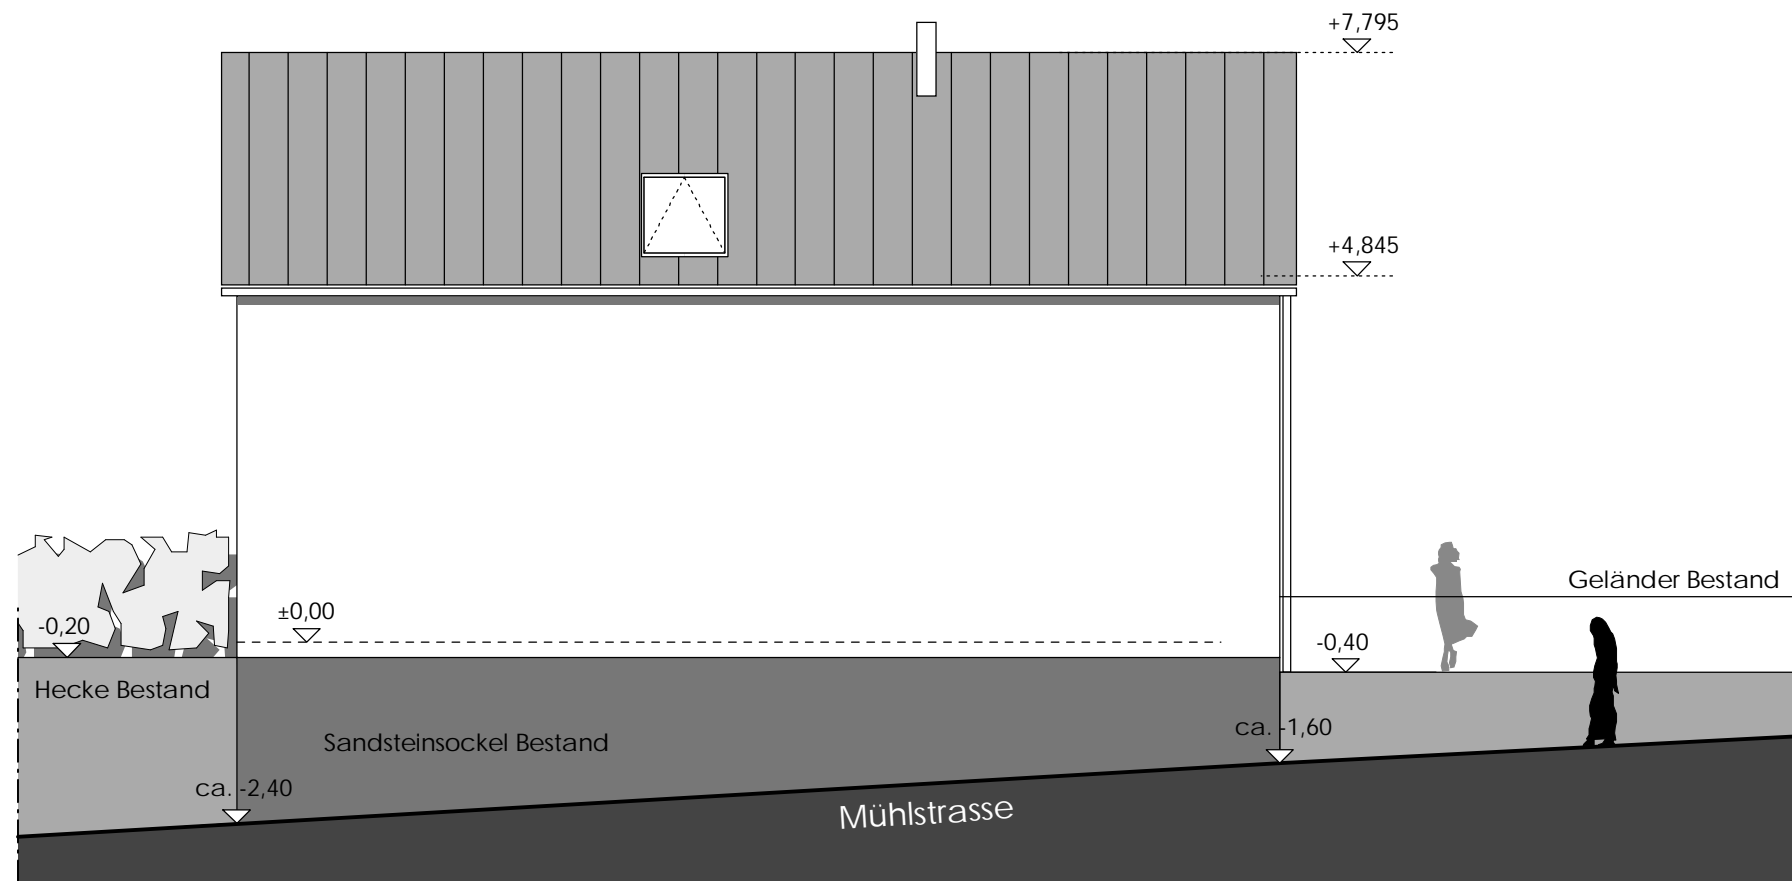 +7,795
+4,845
Geländer Bestand
±0,00
-0,20
-0,40
Hecke Bestand
ca. -1,60
Sandsteinsockel Bestand
ca. -2,40
Mühlstrasse